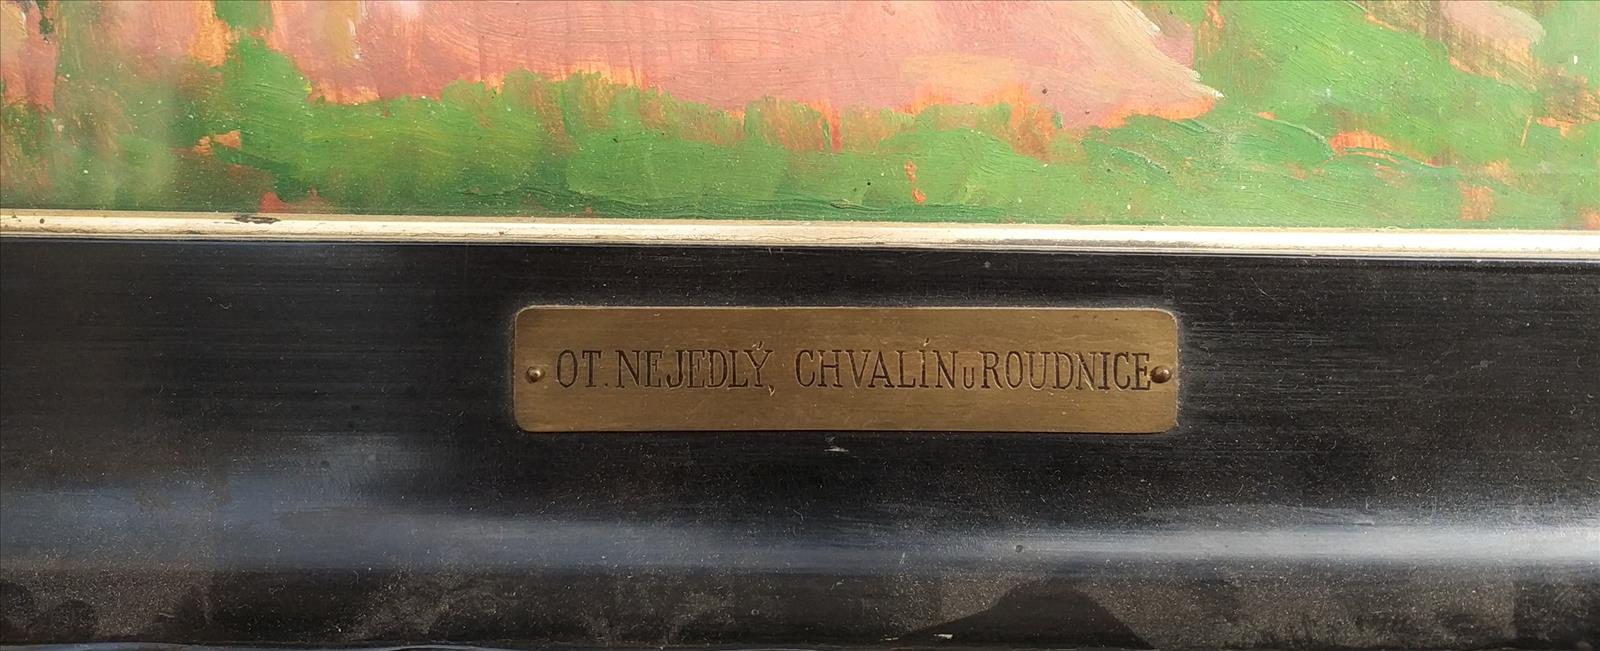 OT. NEJEDLÝ, CHVALÍN u ROUDNICE